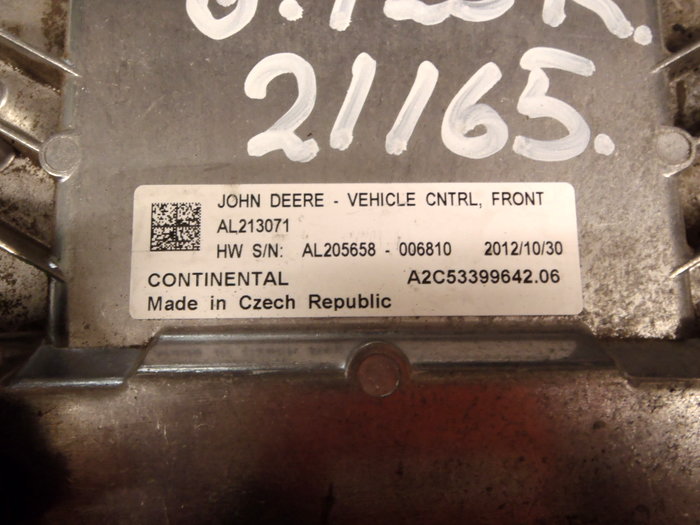 21165.
JOHN DEERE - VEHICLE CNTRL, FRONT
AL213071
HW S/N: AL205658 - 006810 2012/10/30
CONTINENTAL A2C53399642.06
Made in Czech Republic